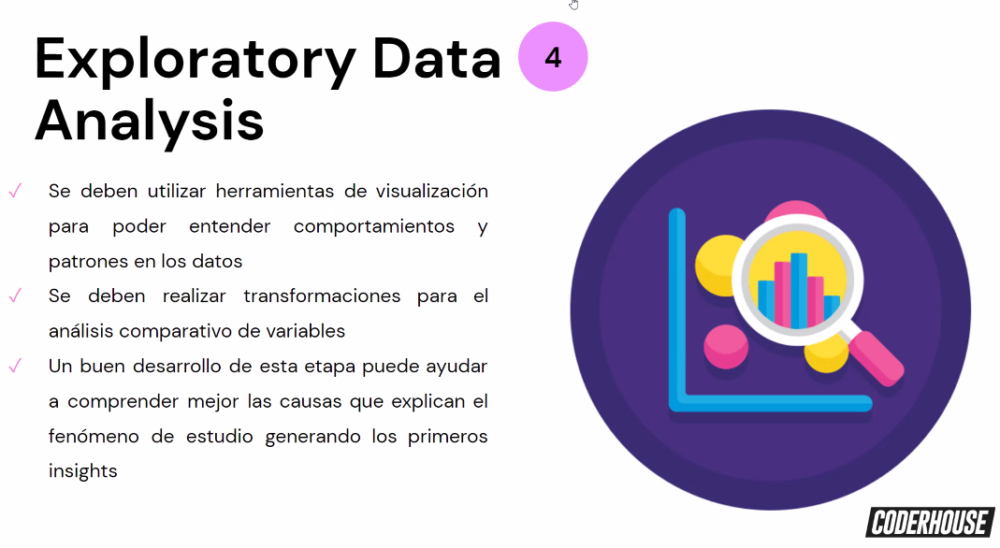 Exploratory Data
4
Analysis
✓ Se deben utilizar herramientas de visualización
para poder entender comportamientos y
patrones en los datos
✓ Se deben realizar transformaciones para el
análisis comparativo de variables
✓ Un buen desarrollo de esta etapa puede ayudar
a comprender mejor las causas que explican el
fenómeno de estudio generando los primeros
insights
CODERHOUSE